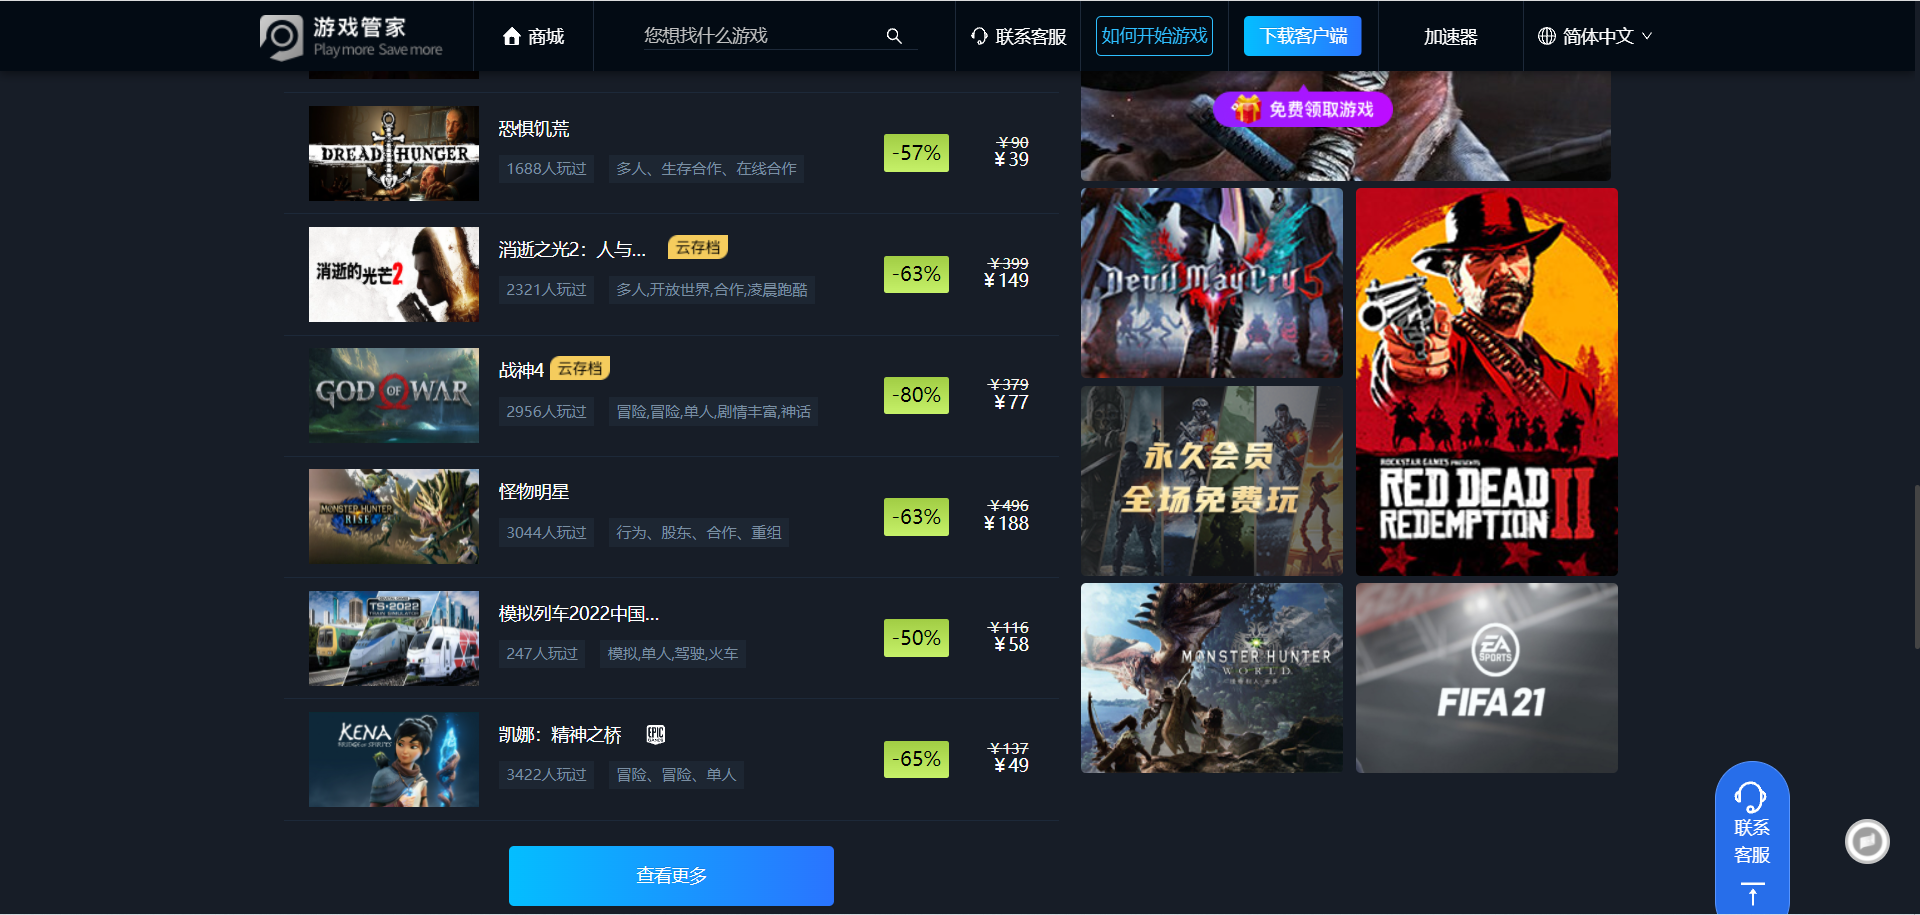 游戏管家
Play more Save more
商城
您想找什么游戏
联系客服
如何开始游戏
下载客户端
加速器
简体中文
DREAD HUNGER
恐惧饥荒
1688人玩过
多人、生存合作、在线合作
-57%
￥90
￥39
消逝的光芒2
消逝之光2：人与...
云存档
2321人玩过
多人,开放世界,合作,凌晨跑酷
-63%
￥399
￥149
GOD OF WAR
战神4
云存档
2956人玩过
冒险,冒险,单人,剧情丰富,神话
-80%
￥379
￥77
MONSTER HUNTER
RISE
怪物明星
3044人玩过
行为、股东、合作、重组
-63%
￥496
￥188
TS2022
TRAIN SIMULATOR
模拟列车2022中国...
247人玩过
模拟,单人,驾驶,火车
-50%
￥116
￥58
KENA
BRIDGE OF SPIRITS
凯娜：精神之桥
EPIC
GAMES
3422人玩过
冒险、冒险、单人
-65%
￥137
￥49
查看更多
免费领取游戏
Devil May Cry 5
ROCKSTAR GAMES PRESENTS
RED DEAD
REDEMPTION II
永久会员
全场免费玩
MONSTER HUNTER
WORLD
EA
SPORTS
FIFA 21
联系
客服